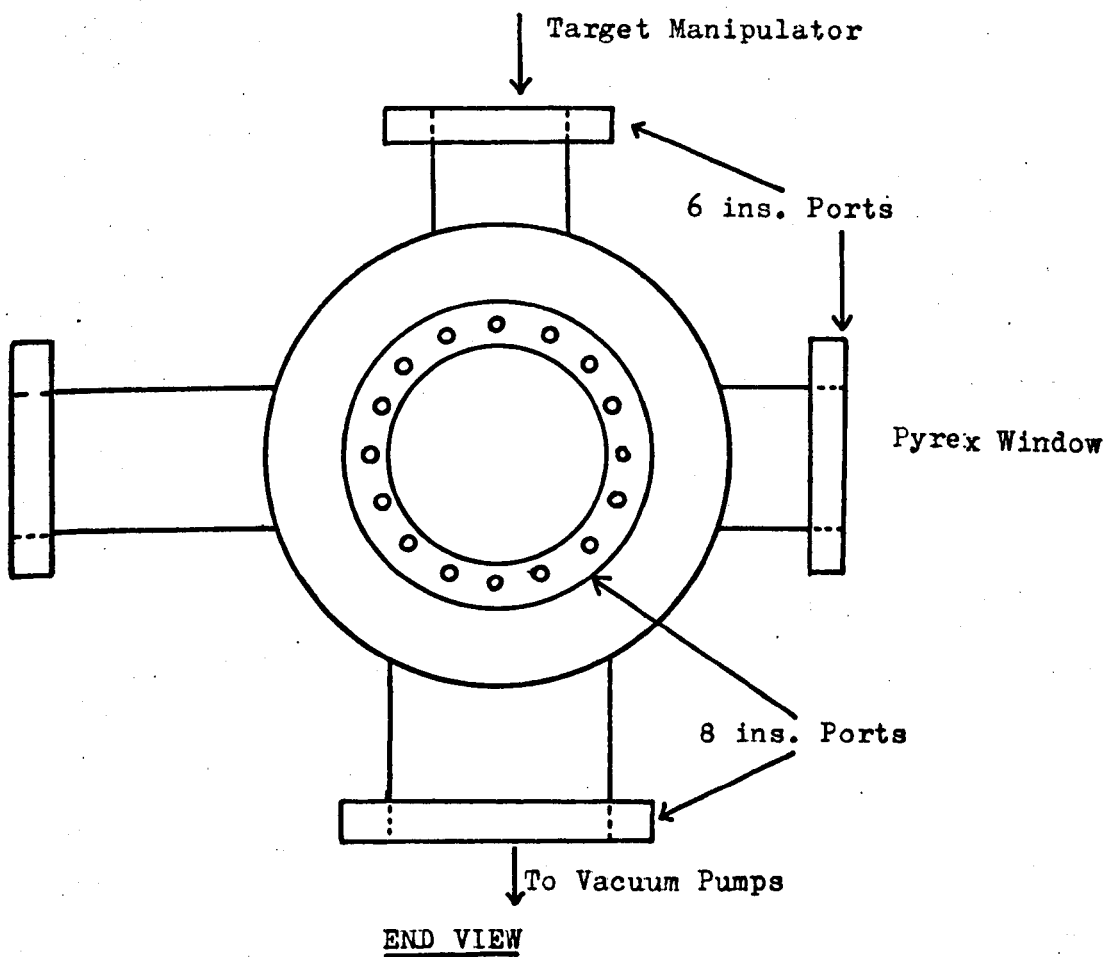 Target Manipulator
6 ins. Ports
Pyrex Window
8 ins. Ports
To Vacuum Pumps
END VIEW